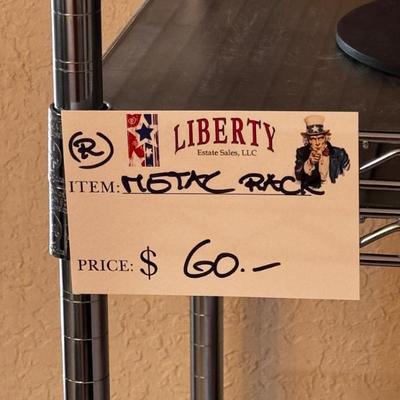 (R) LIBERTY
Estate Sales, LLC
ITEM: METAL RACK
PRICE: $ 60.-